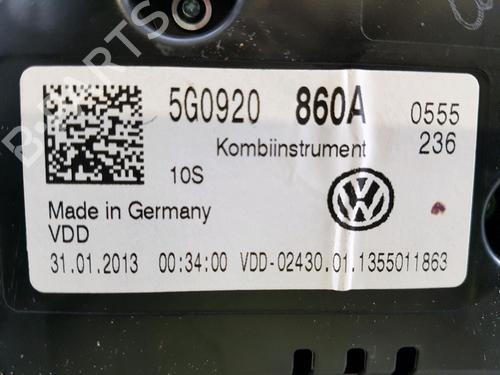 5G0920 860A 0555
Kombiinstrument 236
10S
Made in Germany
VDD
31.01.2013 00:34:00 VDD-02430.01.1355011863
B-PARTS